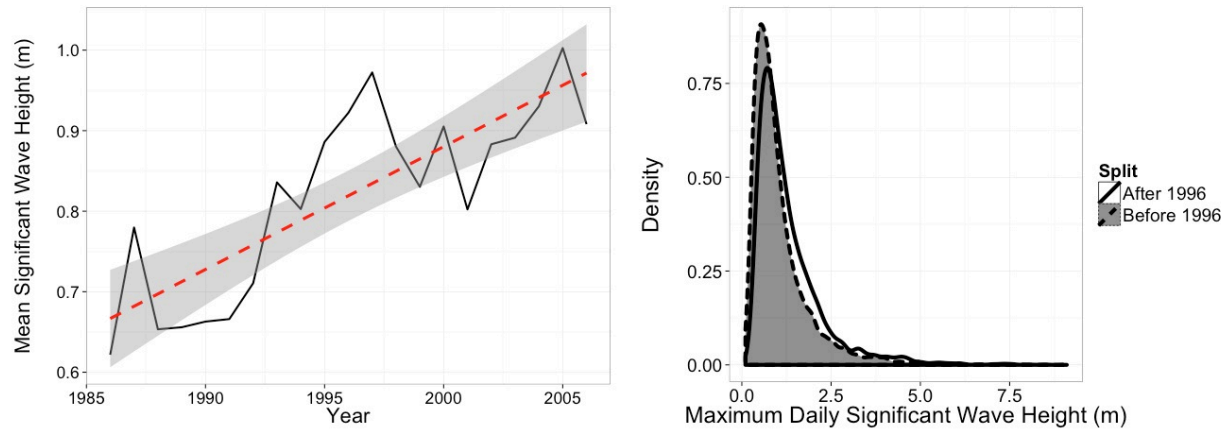 Mean Significant Wave Height (m)
1.0
0.9
0.8
0.7
0.6
1985
1990
1995
2000
2005
Year
Density
0.75
0.50
0.25
0.00
0.0
2.5
5.0
7.5
Maximum Daily Significant Wave Height (m)
Split
After 1996
Before 1996